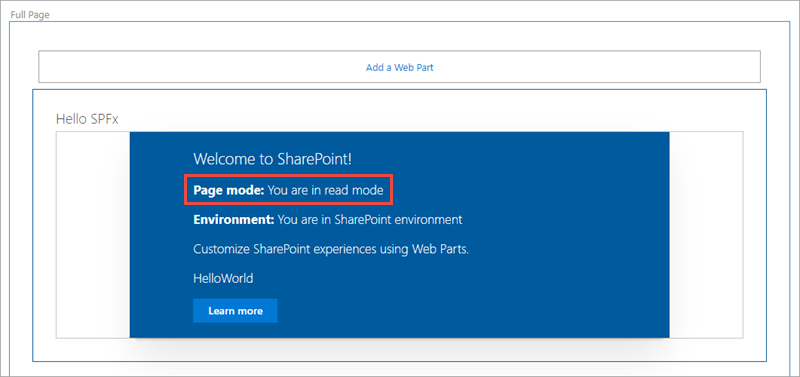 Full Page
Add a Web Part
Hello SPFx
Welcome to SharePoint!
Page mode: You are in read mode
Environment: You are in SharePoint environment
Customize SharePoint experiences using Web Parts.
HelloWorld
Learn more